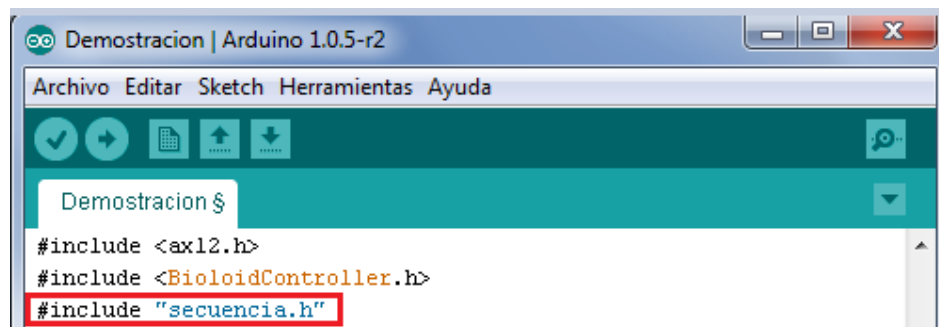 Demostracion | Arduino 1.0.5-r2
Archivo Editar Sketch Herramientas Ayuda
Demostracion §
#include <ax12.h>
#include <BioloidController.h>
#include "secuencia.h"